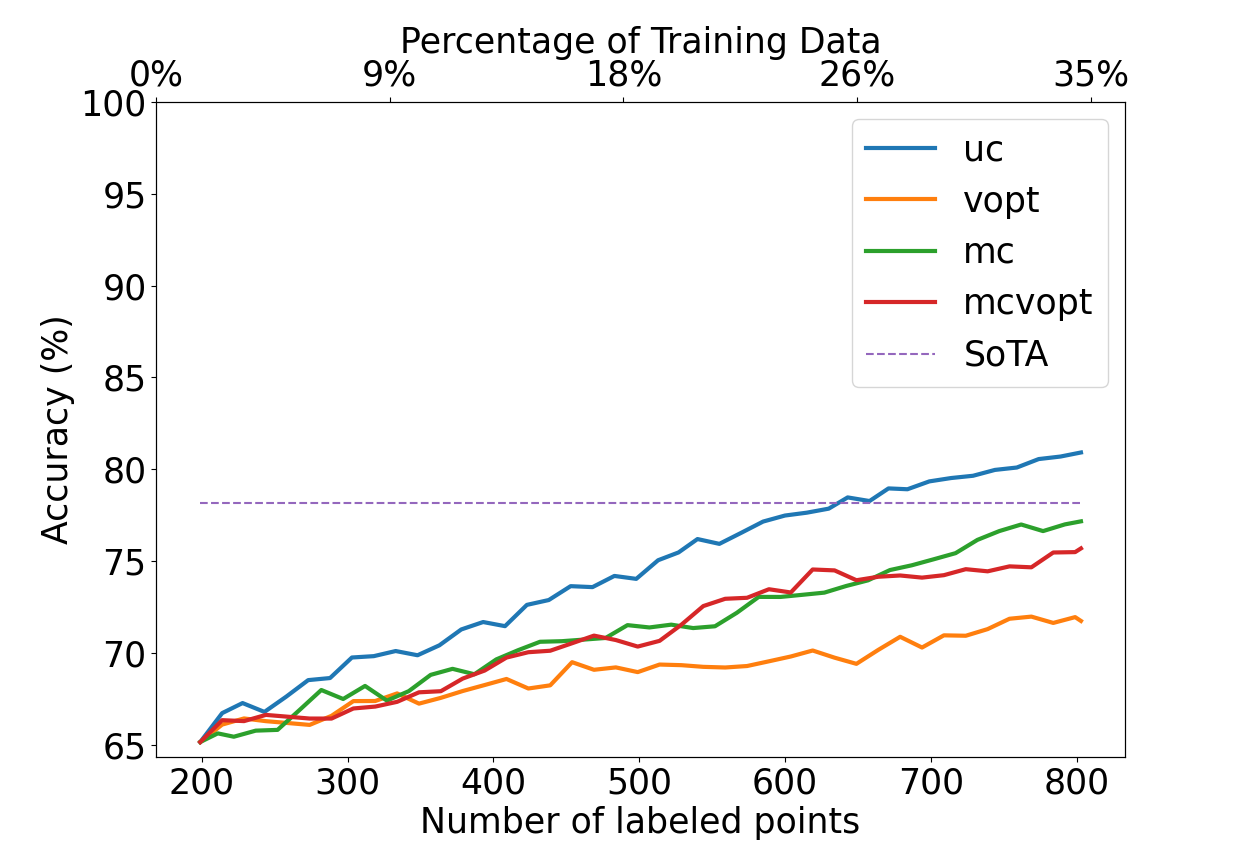 Percentage of Training Data
0% 9% 18% 26% 35%
100
95
90
85
80
75
70
65
Accuracy (%)
uc
vopt
mc
mcvopt
SoTA
200 300 400 500 600 700 800
Number of labeled points